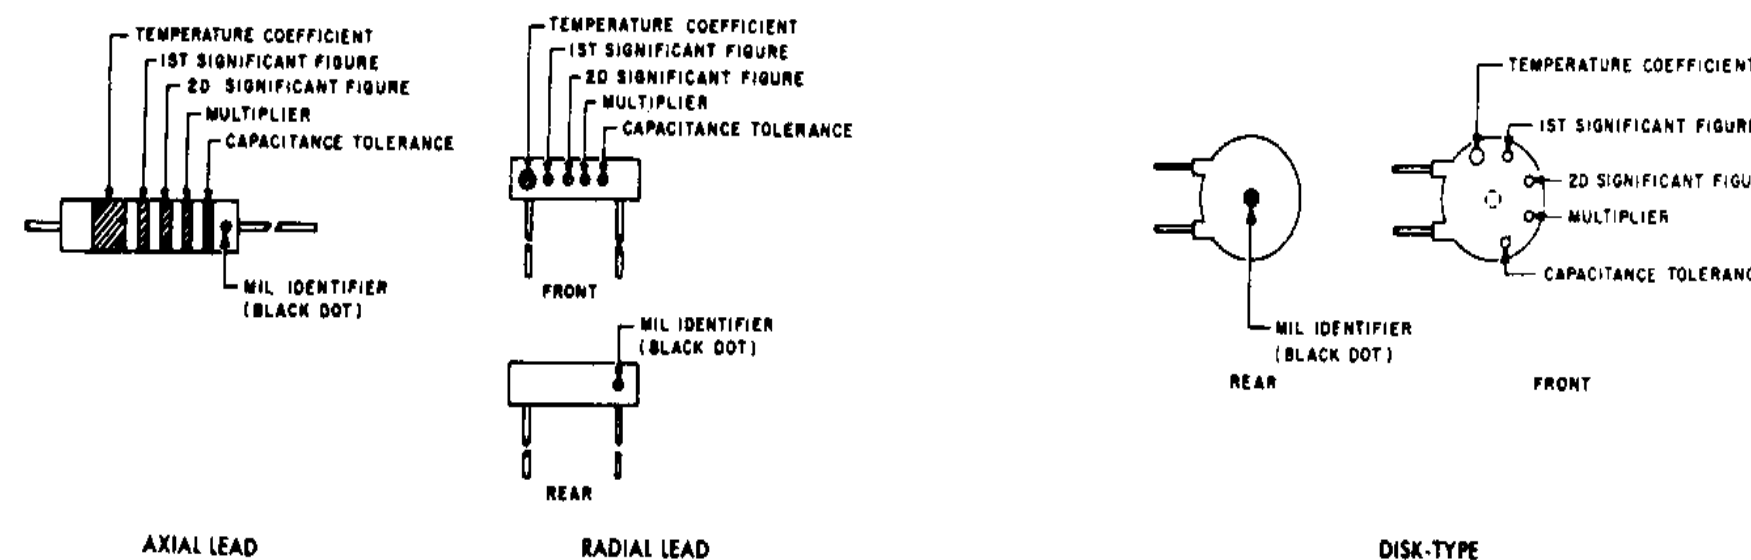 TEMPERATURE COEFFICIENT
1ST SIGNIFICANT FIGURE
2D SIGNIFICANT FIGURE
MULTIPLIER
CAPACITANCE TOLERANCE
MIL IDENTIFIER
(BLACK DOT)
AXIAL LEAD
TEMPERATURE COEFFICIENT
1ST SIGNIFICANT FIGURE
2D SIGNIFICANT FIGURE
MULTIPLIER
CAPACITANCE TOLERANCE
FRONT
MIL IDENTIFIER
(BLACK DOT)
REAR
RADIAL LEAD
MIL IDENTIFIER
(BLACK DOT)
REAR
TEMPERATURE COEFFICIENT
1ST SIGNIFICANT FIGURE
2D SIGNIFICANT FIGU
MULTIPLIER
CAPACITANCE TOLERANC
FRONT
DISK-TYPE